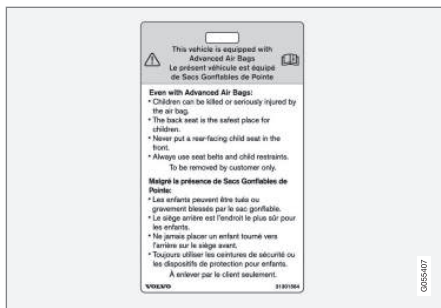 This vehicle is equipped with
Advanced Air Bags
Le présent véhicule est équipé
de Sacs Gonflables de Pointe
Even with Advanced Air Bags:
• Children can be killed or seriously injured by
the air bag.
• The back seat is the safest place for
children.
• Never put a rear-facing child seat in the
front.
• Always use seat belts and child restraints.
To be removed by customer only.
Malgré la présence de Sacs Gonflables de
Pointe:
• Les enfants peuvent être tués ou
gravement blessés par le sac gonflable.
• Le siège arrière est l'endroit le plus sûr pour
les enfants.
• Ne jamais placer un enfant tourné vers
l'arrière sur le siège avant.
• Toujours utiliser les ceintures de sécurité ou
les dispositifs de protection pour enfants.
À enlever par le client seulement.
VOLVO 31301564
G055407